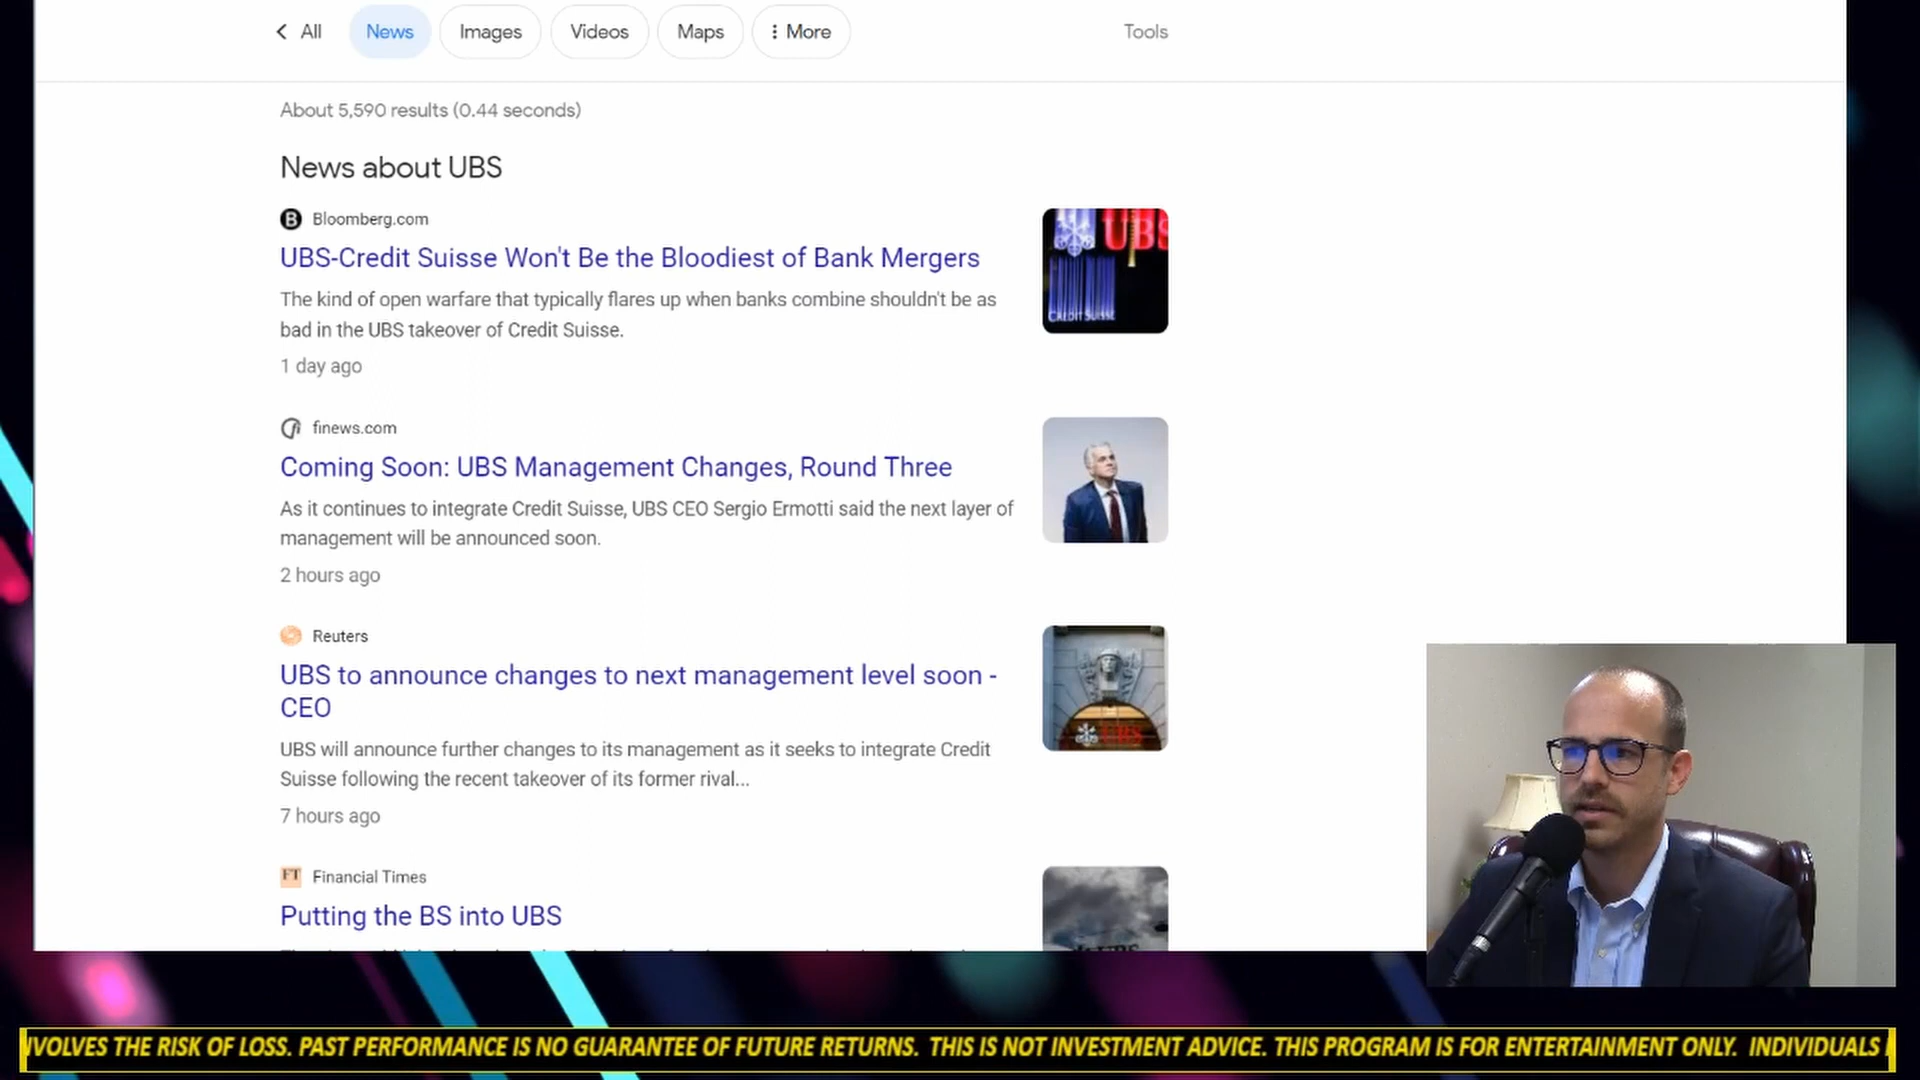 All
News
Images
Videos
Maps
More
Tools
About 5,590 results (0.44 seconds)
News about UBS
Bloomberg.com
UBS-Credit Suisse Won't Be the Bloodiest of Bank Mergers
The kind of open warfare that typically flares up when banks combine shouldn't be as
bad in the UBS takeover of Credit Suisse.
1 day ago
UBS
CREDIT SUISSE
finews.com
Coming Soon: UBS Management Changes, Round Three
As it continues to integrate Credit Suisse, UBS CEO Sergio Ermotti said the next layer of
management will be announced soon.
2 hours ago
Reuters
UBS to announce changes to next management level soon -
CEO
UBS will announce further changes to its management as it seeks to integrate Credit
Suisse following the recent takeover of its former rival...
7 hours ago
UBS
FT
Financial Times
Putting the BS into UBS
UBS
VOLVES THE RISK OF LOSS. PAST PERFORMANCE IS NO GUARANTEE OF FUTURE RETURNS. THIS IS NOT INVESTMENT ADVICE. THIS PROGRAM IS FOR ENTERTAINMENT ONLY. INDIVIDUALS